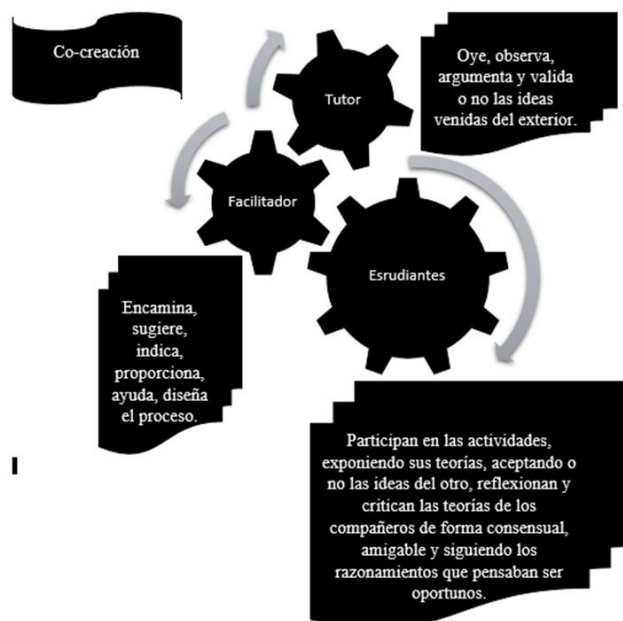 Co-creación
Tutor
Oye, observa,
argumenta y valida
o no las ideas
venidas del exterior.
Facilitador
Esrudiantes
Encamina,
sugiere,
indica,
proporciona,
ayuda, diseña
el proceso.
Participan en las actividades,
exponiendo sus teorías, aceptando o
no las ideas del otro, reflexionan y
critican las teorías de los
compañeros de forma consensual,
amigable y siguiendo los
razonamientos que pensaban ser
oportunos.